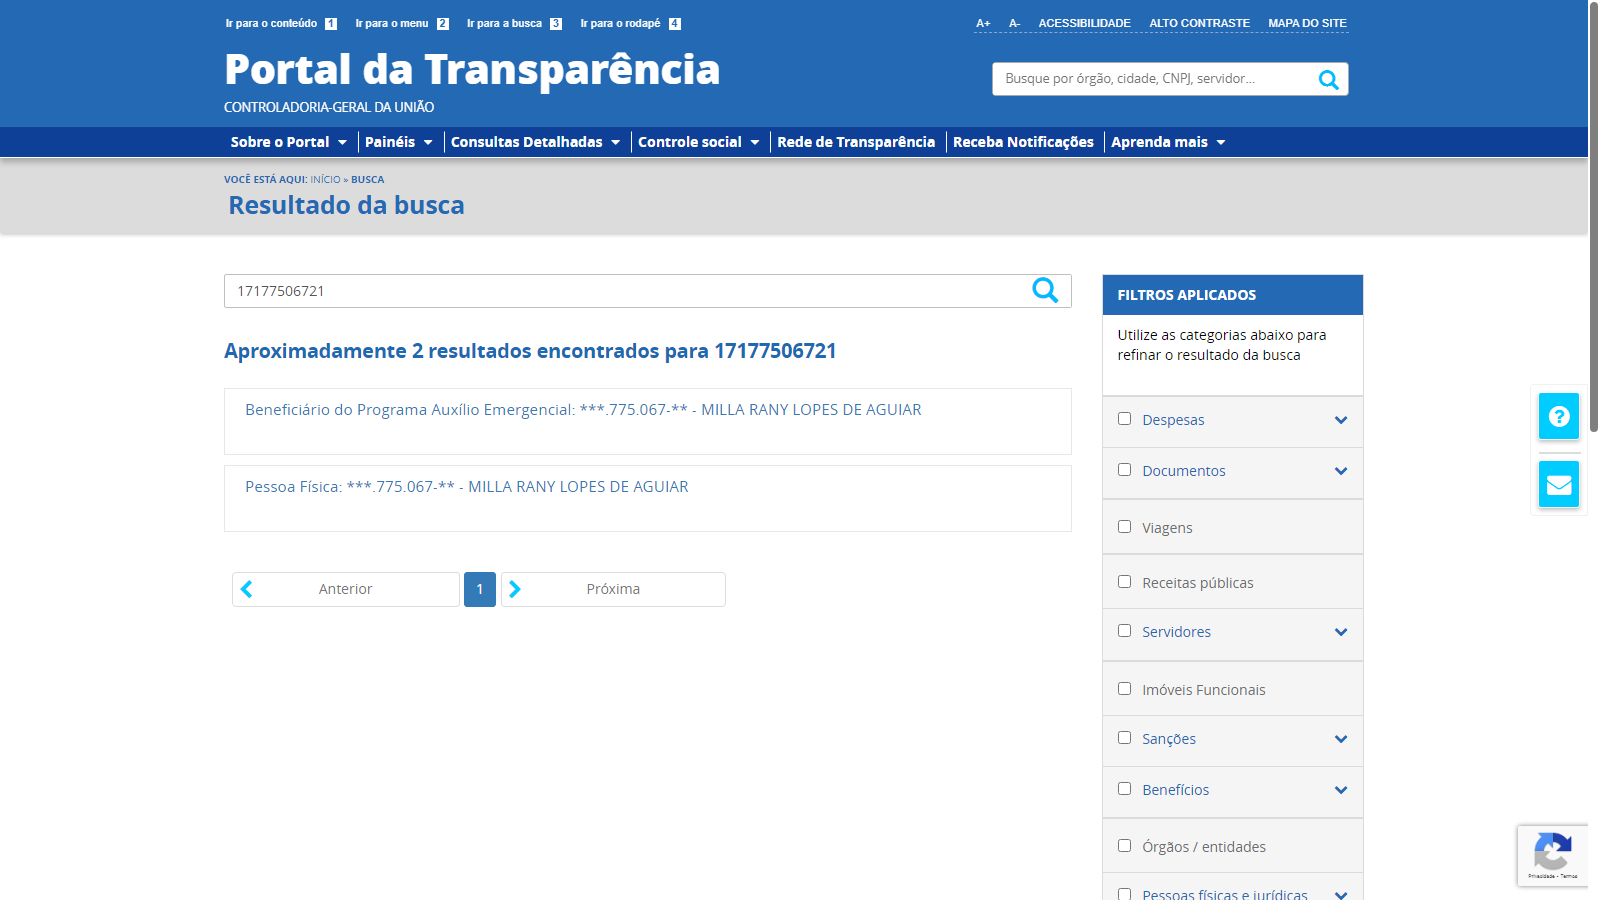 Ir para o conteúdo 1 Ir para o menu 2 Ir para a busca 3 Ir para o rodapé 4
A+ A- ACESSIBILIDADE ALTO CONTRASTE MAPA DO SITE
Portal da Transparência
Busque por órgão, cidade, CNPJ, servidor...
CONTROLADORIA-GERAL DA UNIÃO
Sobre o Portal Painéis Consultas Detalhadas Controle social Rede de Transparência Receba Notificações Aprenda mais
VOCÊ ESTÁ AQUI: INÍCIO » BUSCA
Resultado da busca
17177506721
Aproximadamente 2 resultados encontrados para 17177506721
Beneficiário do Programa Auxílio Emergencial: ***.775.067-** - MILLA RANY LOPES DE AGUIAR
Pessoa Física: ***.775.067-** - MILLA RANY LOPES DE AGUIAR
Anterior 1 Próxima
FILTROS APLICADOS
Utilize as categorias abaixo para
refinar o resultado da busca
Despesas
Documentos
Viagens
Receitas públicas
Servidores
Imóveis Funcionais
Sanções
Benefícios
Órgãos / entidades
Pessoas físicas e jurídicas
Privacidade - Termos